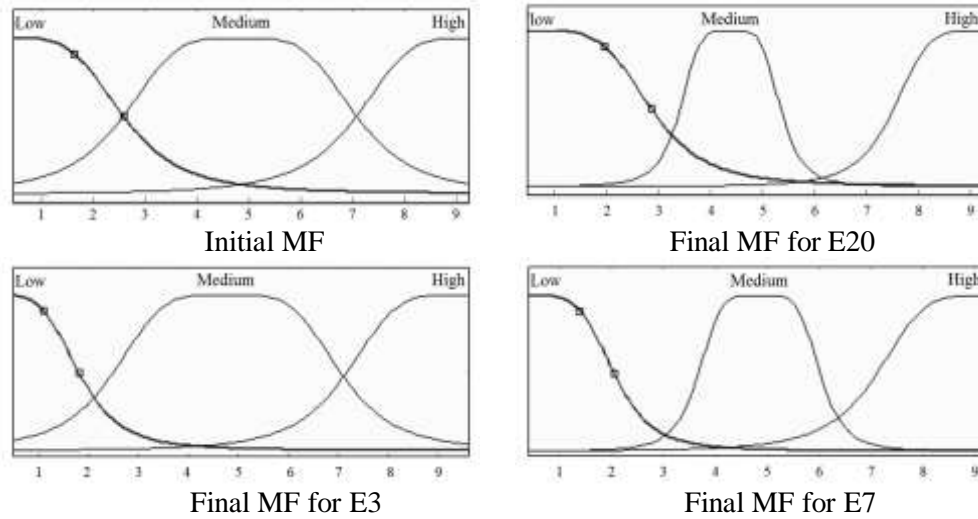 Low Medium High
1 2 3 4 5 6 7 8 9
Initial MF
low Medium High
1 2 3 4 5 6 7 8 9
Final MF for E20
Low Medium High
1 2 3 4 5 6 7 8 9
Final MF for E3
Low Medium High
1 2 3 4 5 6 7 8 9
Final MF for E7